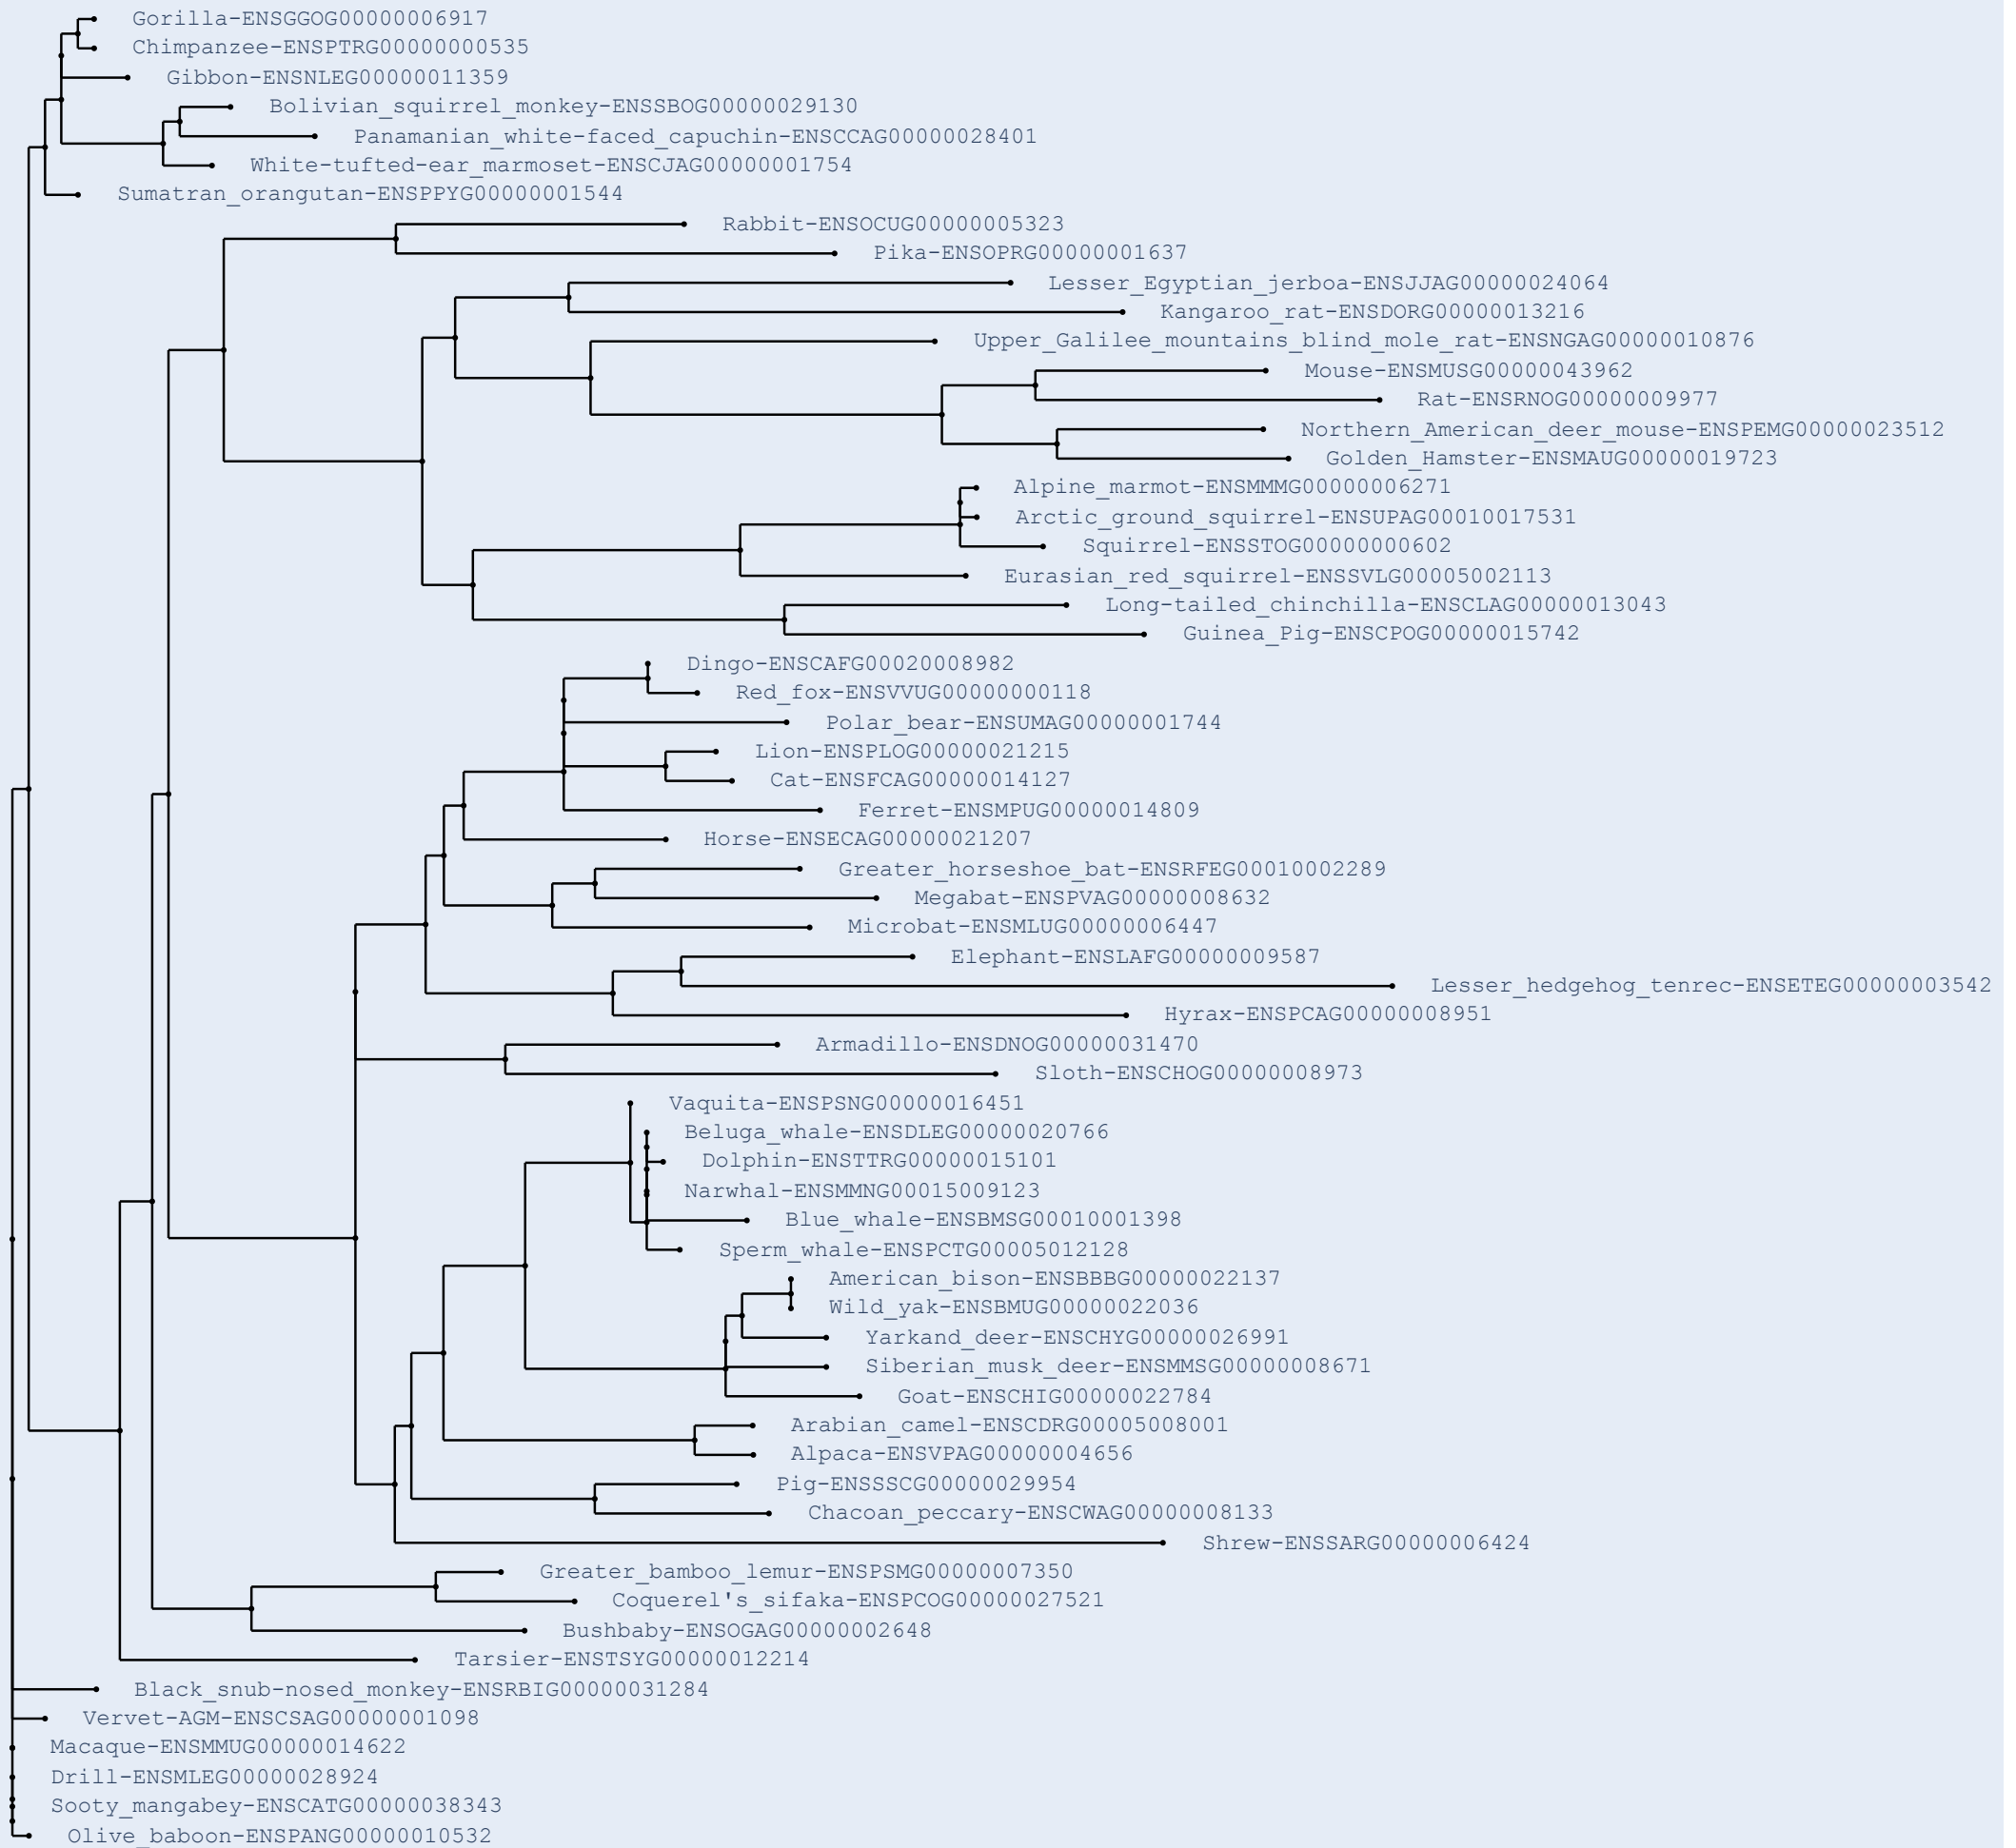 Gorilla-ENSGGOG00000006917
Chimpanzee-ENSPTRG00000000535
Gibbon-ENSNLEG00000011359
Bolivian_squirrel_monkey-ENSSBOG00000029130
Panamanian_white-faced_capuchin-ENSCCAG00000028401
White-tufted-ear_marmoset-ENSCJAG00000001754
Sumatran_orangutan-ENSPPYG00000001544
Rabbit-ENSOCUG00000005323
Pika-ENSOPRG00000001637
Lesser_Egyptian_jerboa-ENSJJAG00000024064
Kangaroo_rat-ENSDORG00000013216
Upper_Galilee_mountains_blind_mole_rat-ENSNGAG00000010876
Mouse-ENSMUSG00000043962
Rat-ENSRNOG00000009977
Northern_American_deer_mouse-ENSPEMG00000023512
Golden_Hamster-ENSMAUG00000019723
Alpine_marmot-ENSMMMG00000006271
Arctic_ground_squirrel-ENSUPAG00010017531
Squirrel-ENSSTOG00000000602
Eurasian_red_squirrel-ENSSVLG00005002113
Long-tailed_chinchilla-ENSCLAG00000013043
Guinea_Pig-ENSCPOG00000015742
Dingo-ENSCAFG00020008982
Red_fox-ENSVVUG00000000118
Polar_bear-ENSUMAG00000001744
Lion-ENSPLOG00000021215
Cat-ENSFCAG00000014127
Ferret-ENSMPUG00000014809
Horse-ENSECAG00000021207
Greater_horseshoe_bat-ENSRFEG00010002289
Megabat-ENSPVAG00000008632
Microbat-ENSMLUG00000006447
Elephant-ENSLAFG00000009587
Lesser_hedgehog_tenrec-ENSETEG00000003542
Hyrax-ENSPCAG00000008951
Armadillo-ENSDNOG00000031470
Sloth-ENSCHOG00000008973
Vaquita-ENSPSNG00000016451
Beluga_whale-ENSDLEG00000020766
Dolphin-ENSTTRG00000015101
Narwhal-ENSMMNG00015009123
Blue_whale-ENSBMSG00010001398
Sperm_whale-ENSPCTG00005012128
American_bison-ENSBBBG00000022137
Wild_yak-ENSBMUG00000022036
Yarkand_deer-ENSCHYG00000026991
Siberian_musk_deer-ENSMMSG00000008671
Goat-ENSCHIG00000022784
Arabian_camel-ENSCDRG00005008001
Alpaca-ENSVPAG00000004656
Pig-ENSSSCG00000029954
Chacoan_peccary-ENSCWAG00000008133
Shrew-ENSSARG00000006424
Greater_bamboo_lemur-ENSPSMG00000007350
Coquerel's_sifaka-ENSPCOG00000027521
Bushbaby-ENSOGAG00000002648
Tarsier-ENSTSYG00000012214
Black_snub-nosed_monkey-ENSRBIG00000031284
Vervet-AGM-ENSCSAG00000001098
Macaque-ENSMMUG00000014622
Drill-ENSMLEG00000028924
Sooty_mangabey-ENSCATG00000038343
Olive_baboon-ENSPANG00000010532